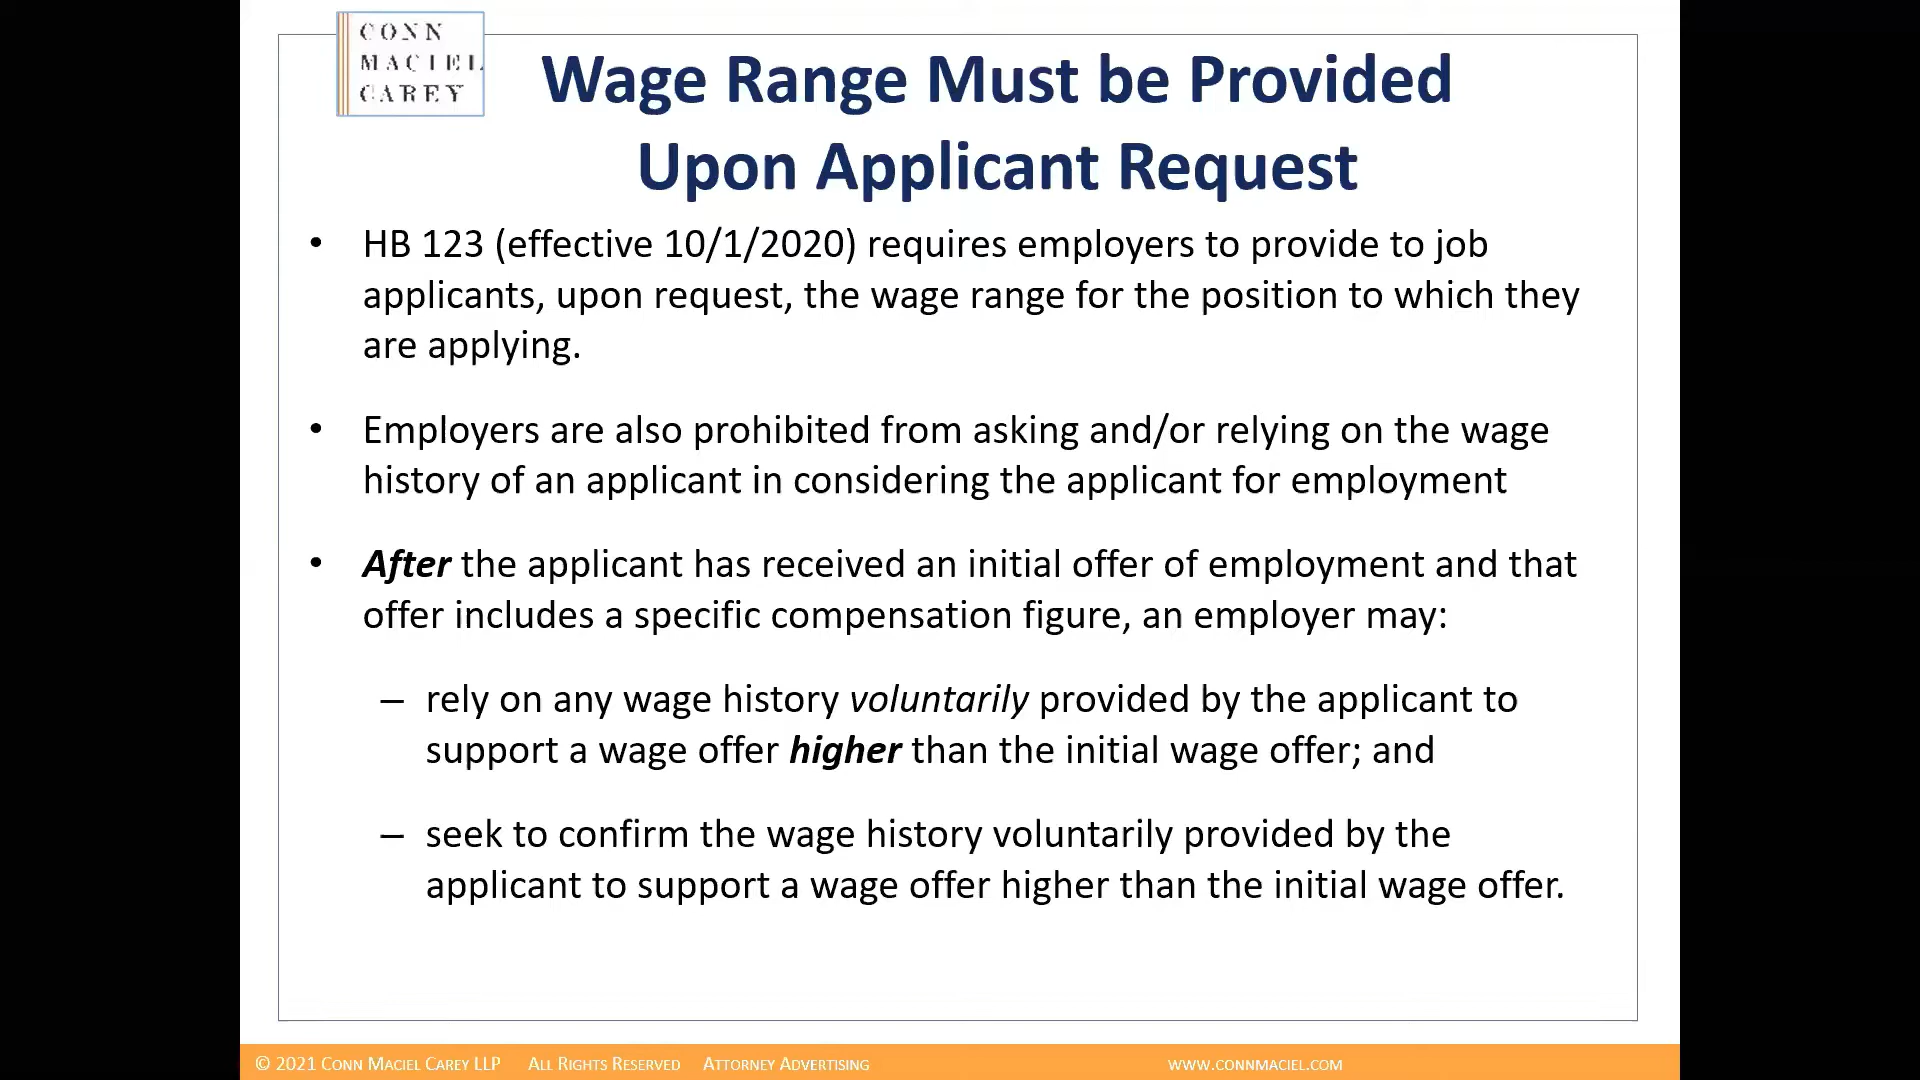 CONN
MACIEL
CAREY
Wage Range Must be Provided
Upon Applicant Request
• HB 123 (effective 10/1/2020) requires employers to provide to job
applicants, upon request, the wage range for the position to which they
are applying.
• Employers are also prohibited from asking and/or relying on the wage
history of an applicant in considering the applicant for employment
• After the applicant has received an initial offer of employment and that
offer includes a specific compensation figure, an employer may:
– rely on any wage history voluntarily provided by the applicant to
support a wage offer higher than the initial wage offer; and
– seek to confirm the wage history voluntarily provided by the
applicant to support a wage offer higher than the initial wage offer.
© 2021 CONN MACIEL CAREY LLP ALL RIGHTS RESERVED ATTORNEY ADVERTISING WWW.CONNMACIEL.COM